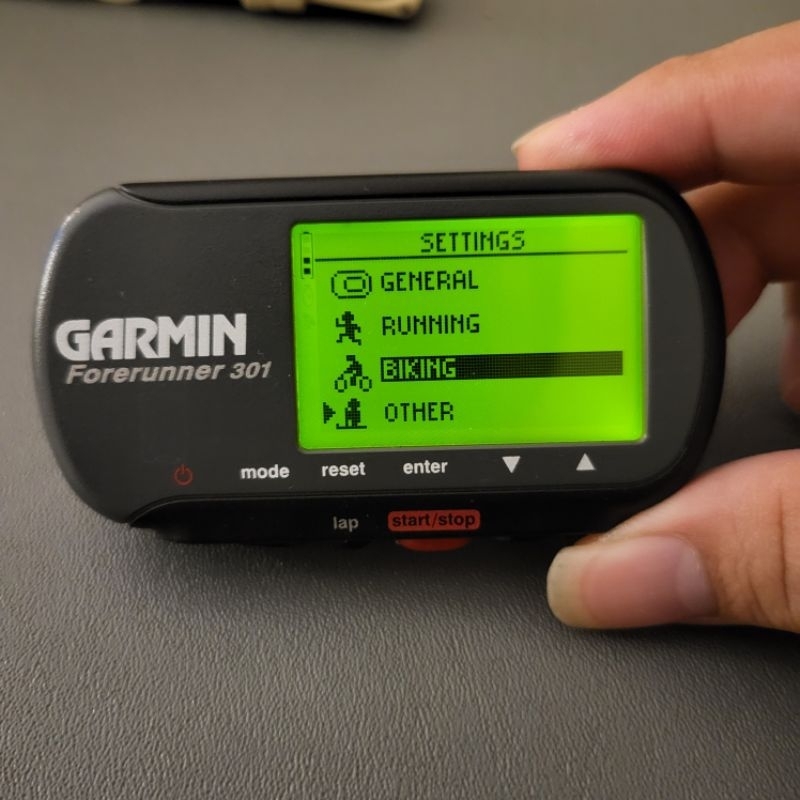 GARMIN
Forerunner 301
SETTINGS
GENERAL
RUNNING
BIKING
OTHER
mode reset enter
lap start/stop